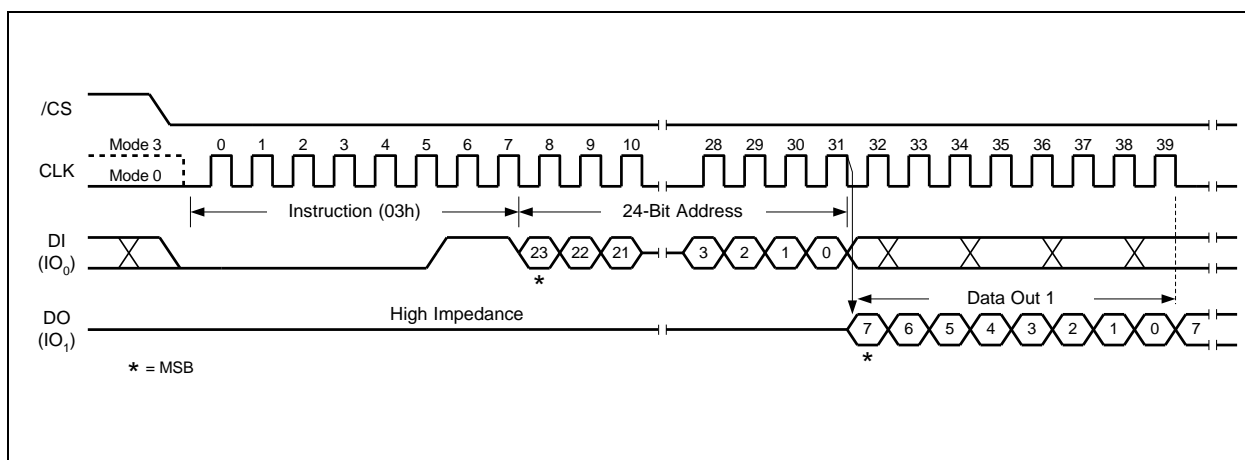 /CS
Mode 3 0 1 2 3 4 5 6 7 8 9 10 28 29 30 31 32 33 34 35 36 37 38 39
CLK
Mode 0
Instruction (03h) 24-Bit Address
DI
(IO0)
23 22 21 3 2 1 0
*
Data Out 1
DO
(IO1)
High Impedance
7 6 5 4 3 2 1 0 7
*
* = MSB